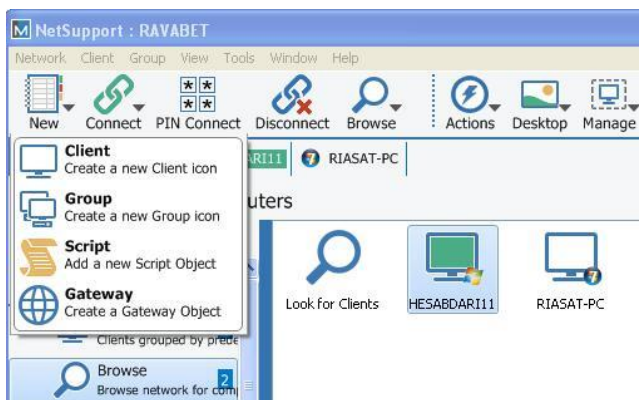 NetSupport : RAVABET
Network Client Group View Tools Window Help
New Connect PIN Connect Disconnect Browse Actions Desktop Manage
Client
Create a new Client icon
Group
Create a new Group icon
Script
Add a new Script Object
Gateway
Create a Gateway Object
ARI11 RIASAT-PC
uters
Look for Clients HESABDARI11 RIASAT-PC
Clients grouped by prede
Browse
Browse network for com
2